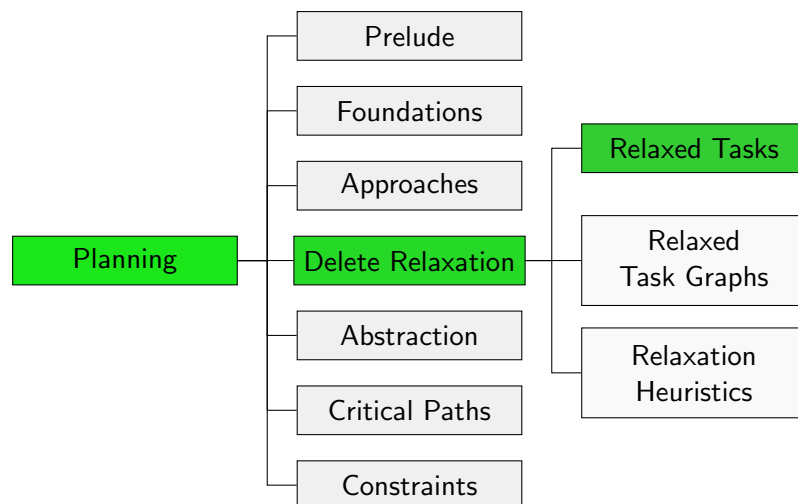 Prelude
Foundations
Approaches
Planning
Delete Relaxation
Abstraction
Critical Paths
Constraints
Relaxed Tasks
Relaxed
Task Graphs
Relaxation
Heuristics